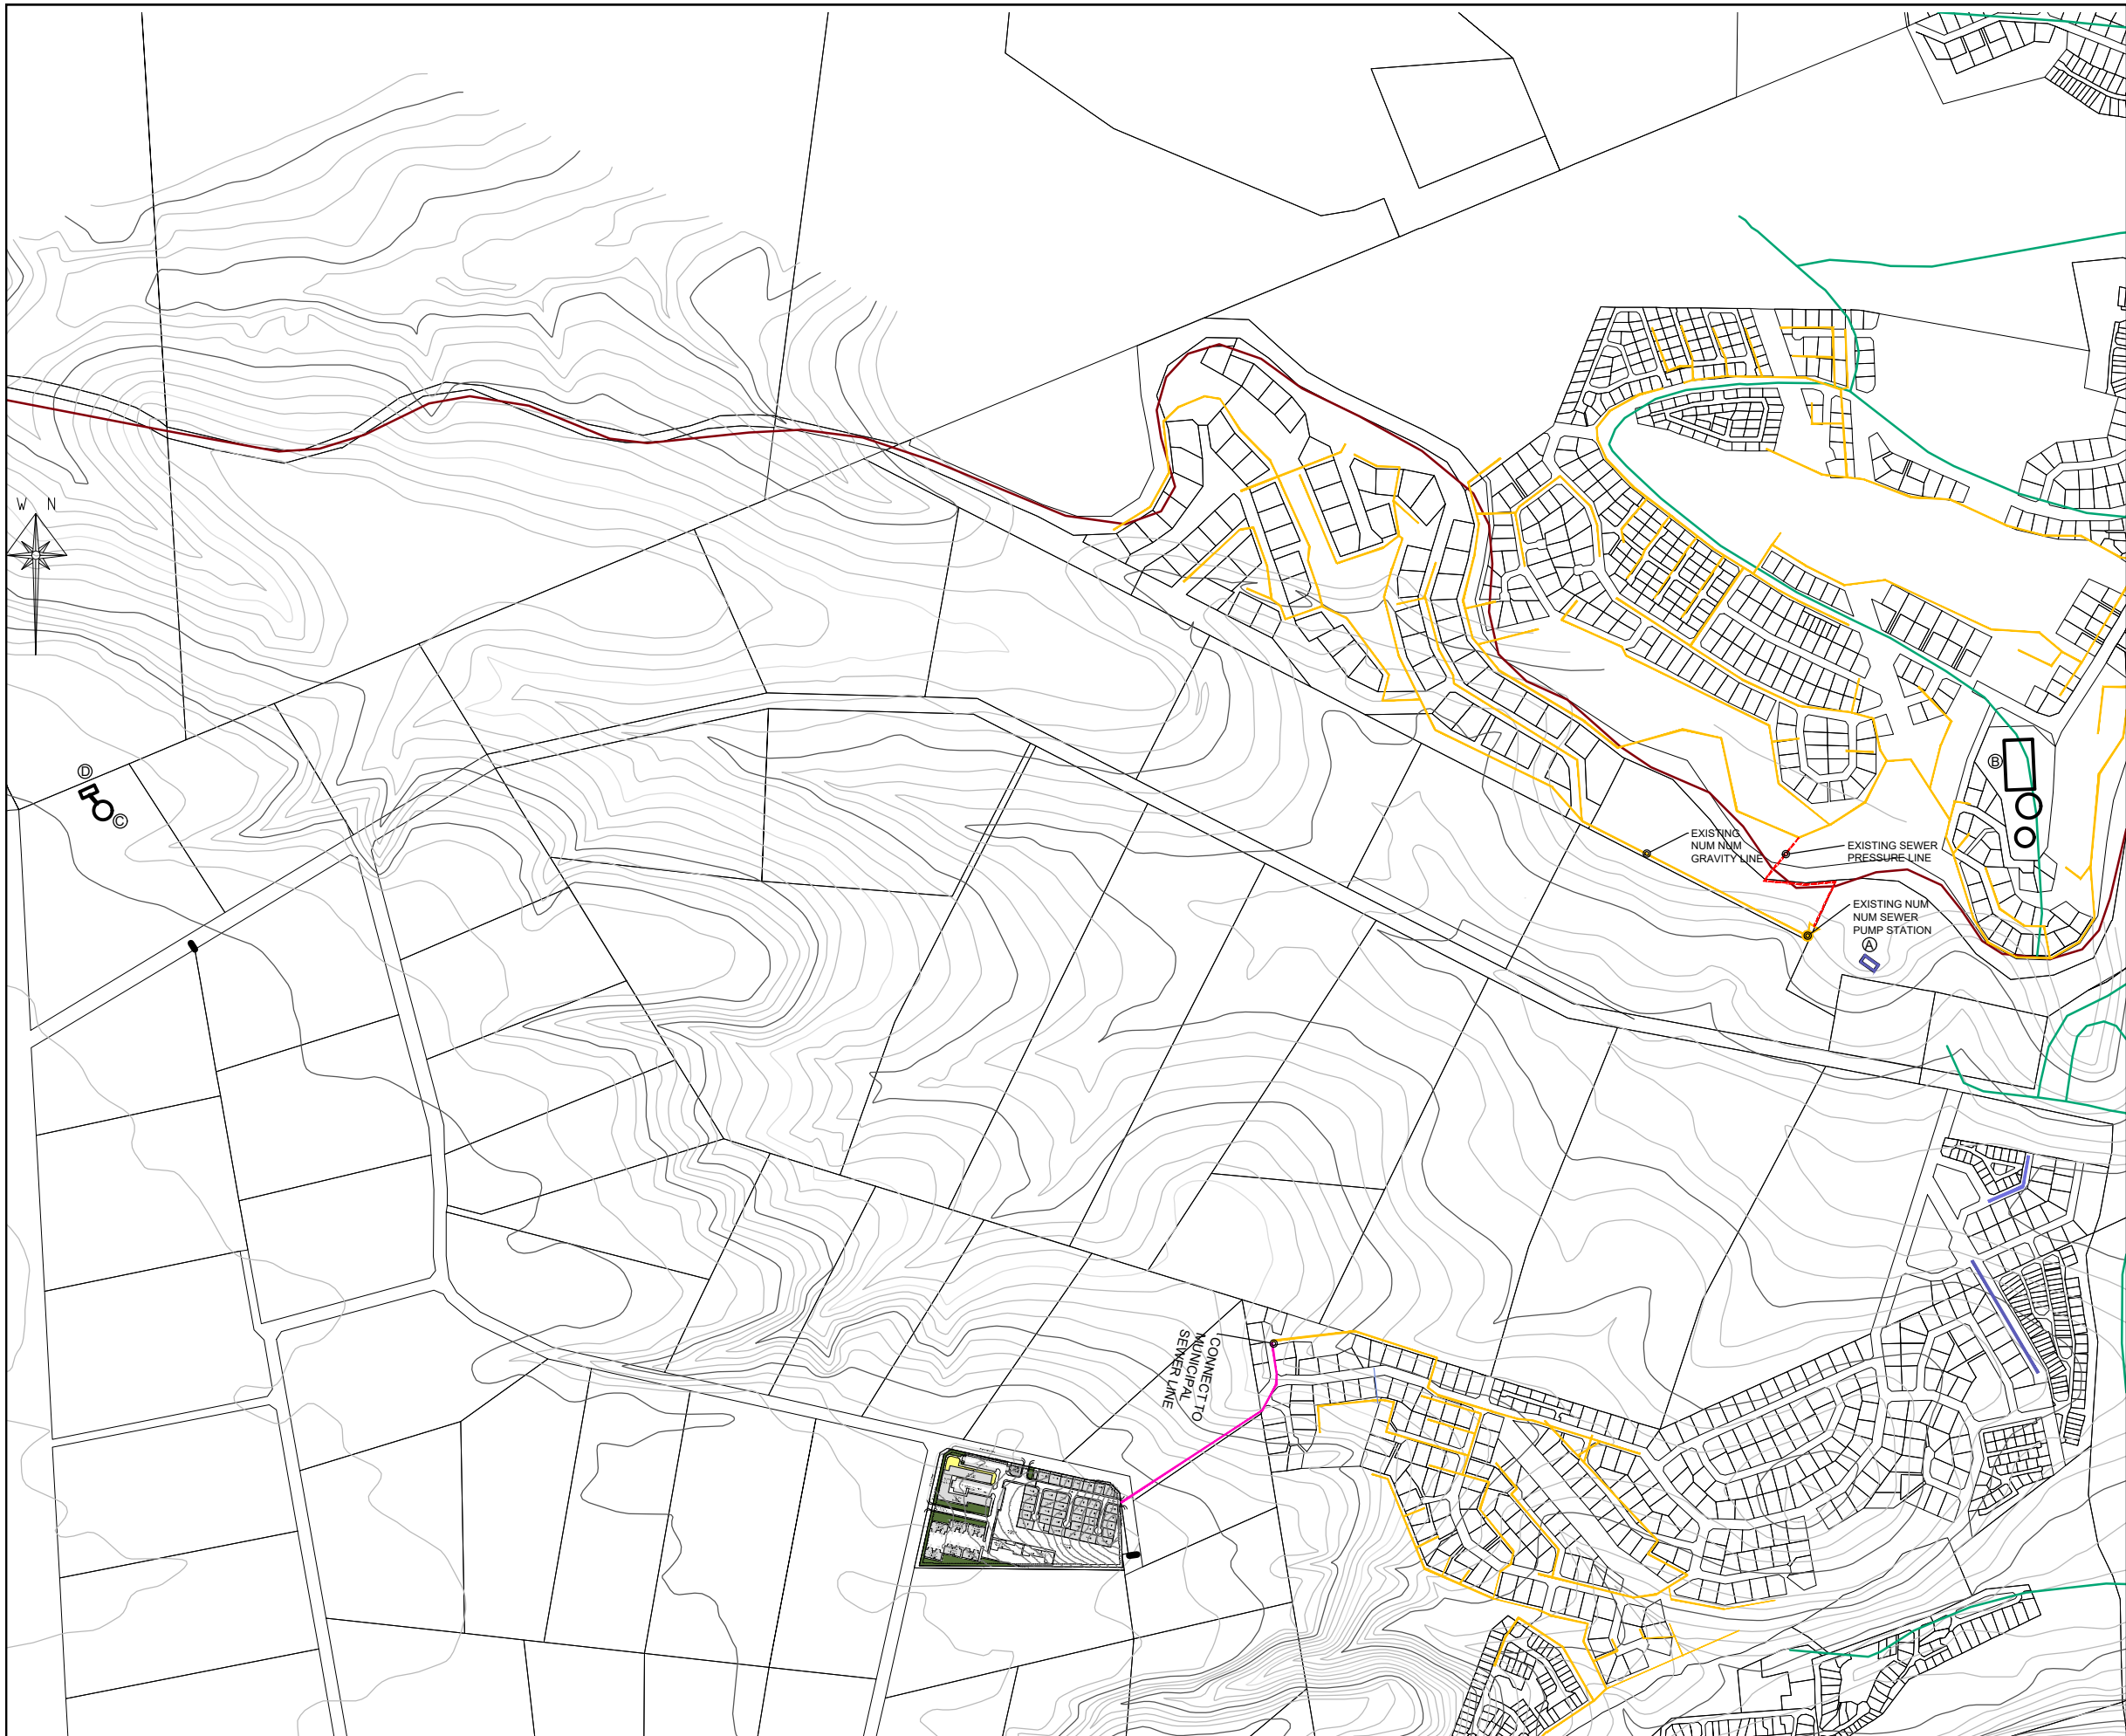 W N
D
C
B
EXISTING
NUM NUM
GRAVITY LINE
EXISTING SEWER
PRESSURE LINE
EXISTING NUM
NUM SEWER
PUMP STATION
A
CONNECT TO
MUNICIPAL
SEWER LINE